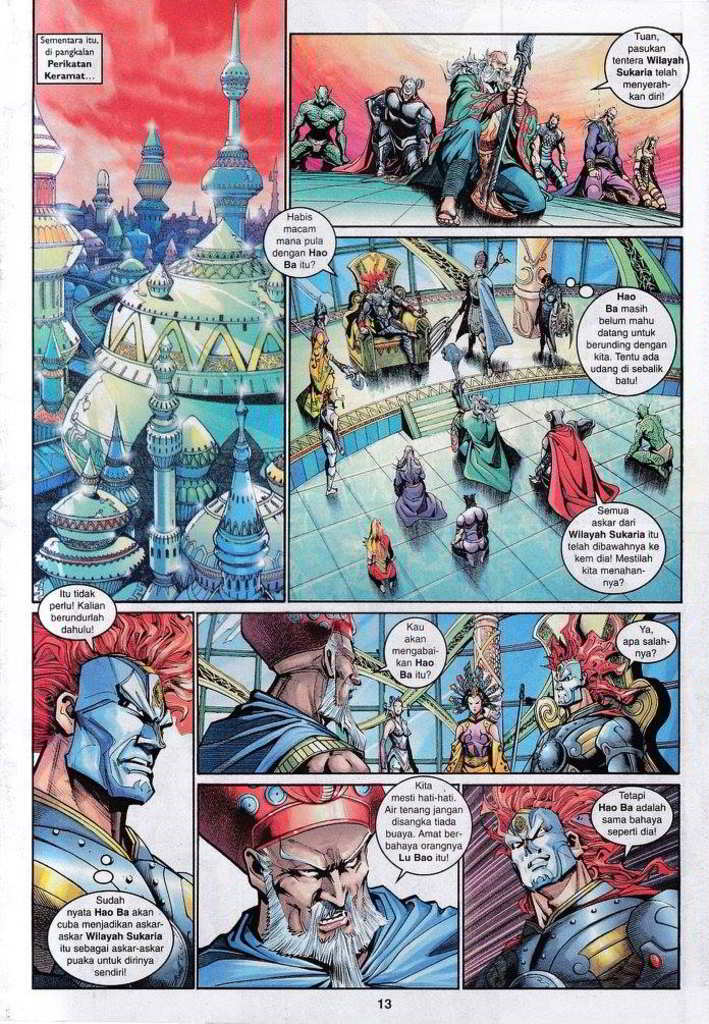 Sementara itu,
di pangkalan
Perikatan
Keramat...
Tuan,
pasukan
tentera Wilayah
Sukaria telah
menyerah-
kan diri!
Habis
macam
mana pula
dengan Hao
Ba itu?
Hao
Ba masih
belum mahu
datang untuk
berunding dengan
kita. Tentu ada
udang di sebalik
batu!
Semua
askar dari
Wilayah Sukaria itu
telah dibawahnya ke
kem dia! Mestilah
kita menahan-
nya?
Itu tidak
perlu! Kalian
berundurlah
dahulu!
Sudah
nyata Hao Ba akan
cuba menjadikan askar-
askar Wilayah Sukaria
itu sebagai askar-askar
puaka untuk dirinya
sendiri!
Kau
akan
mengabai-
kan Hao
Ba itu?
Ya,
apa salah-
nya?
Kita
mesti hati-hati.
Air tenang jangan
disangka tiada
buaya. Amat ber-
bahaya orangnya
Lu Bao itu!
Tetapi
Hao Ba adalah
sama bahaya
seperti dia!
13